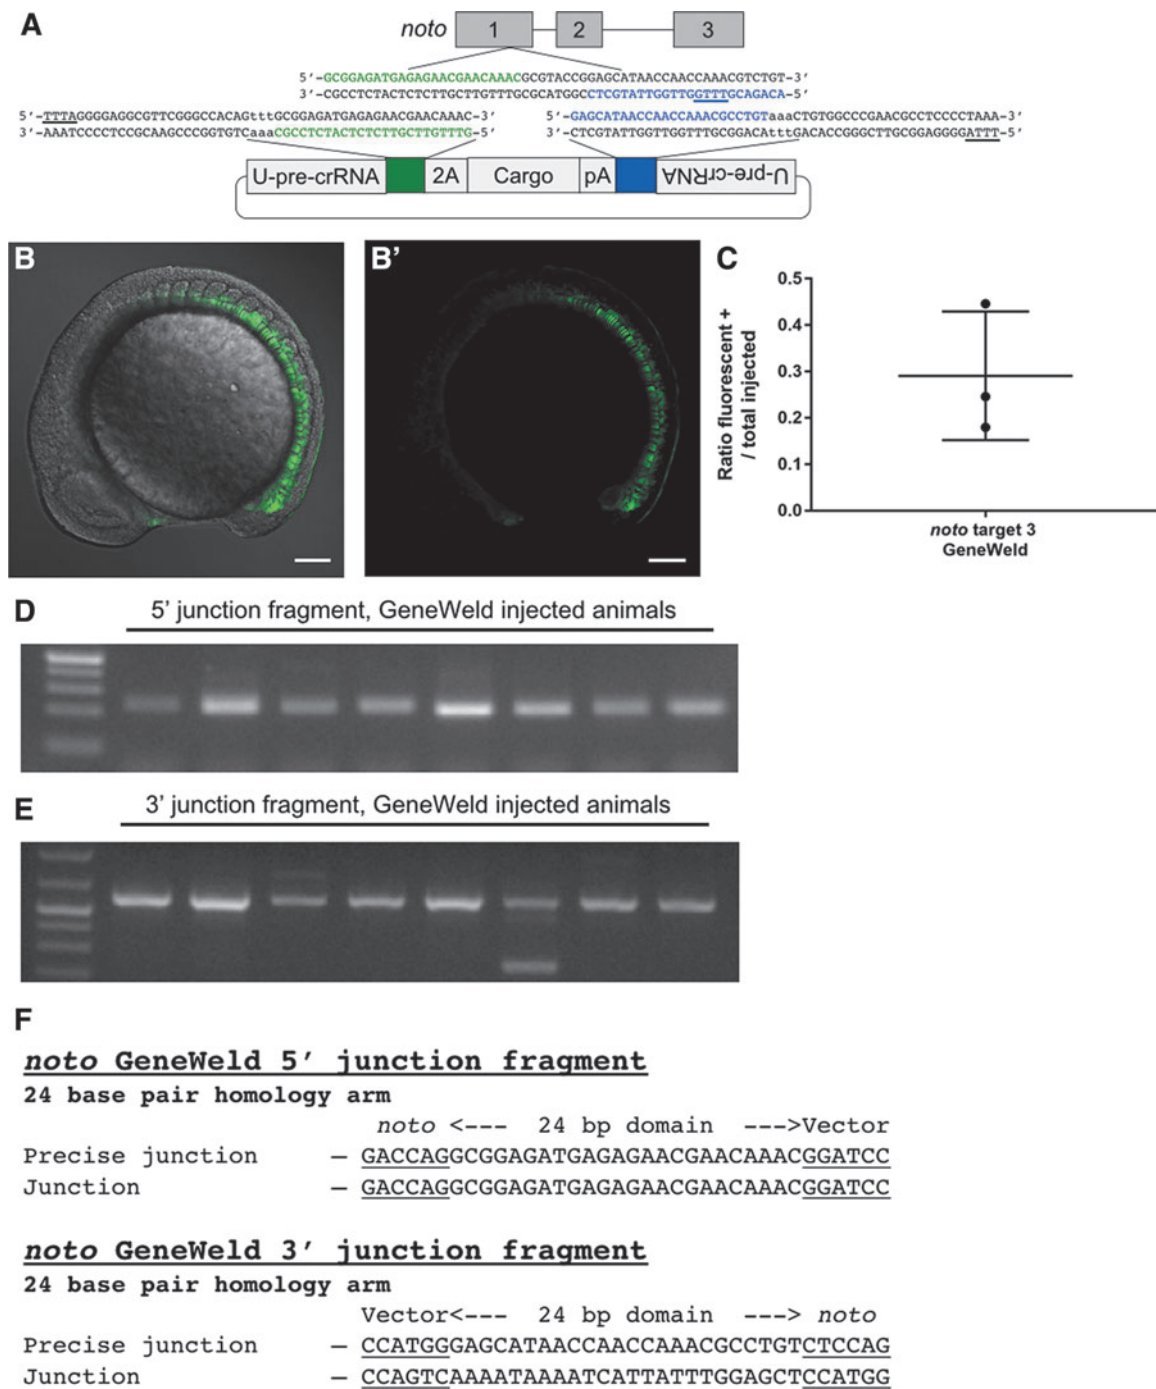 A
noto 1 2 3
5'-GCGGAGATGAGAGAACGAACAAACGCGTACCGGAGCATAACCAACCAAACGTCTGT-3'
3'-CGCCTCTACTCTCTTGCTTGTTTGCGCATGGCCTCGTATTGGTTGGTTTGCAGACA-5'
5'-TTTAGGGGAGGCGTTCGGGCCACAGtttGCGGAGATGAGAGAACGAACAAAC-3'
3'-AAATCCCCTCCGCAAGCCCGGTGTCaaaCGCCTCTACTCTCTTGCTTGTTTG-5'
5'-GAGCATAACCAACCAAACGCCTGTaaaCTGTGGCCCGAACGCCTCCCCTAAA-3'
3'-CTCGTATTGGTTGGTTTGCGGACAtttGACACCGGGCTTGCGGAGGGGATTT-5'
U-pre-crRNA 2A Cargo pA U-pre-crRNA
B
B'
C
0.5
0.4
0.3
0.2
0.1
0.0
Ratio fluorescent +
/ total injected
noto target 3
GeneWeld
D
5' junction fragment, GeneWeld injected animals
E
3' junction fragment, GeneWeld injected animals
F
noto GeneWeld 5' junction fragment
24 base pair homology arm
noto <--- 24 bp domain --->Vector
Precise junction – GACCAGGCGGAGATGAGAGAACGAACAAACGGATCC
Junction – GACCAGGCGGAGATGAGAGAACGAACAAACGGATCC
noto GeneWeld 3' junction fragment
24 base pair homology arm
Vector<--- 24 bp domain ---> noto
Precise junction – CCATGGGAGCATAACCAACCAAACGCCTGTCTCCAG
Junction – CCAGTCAAAATAAAATCATTATTTGGAGCTCCATGG